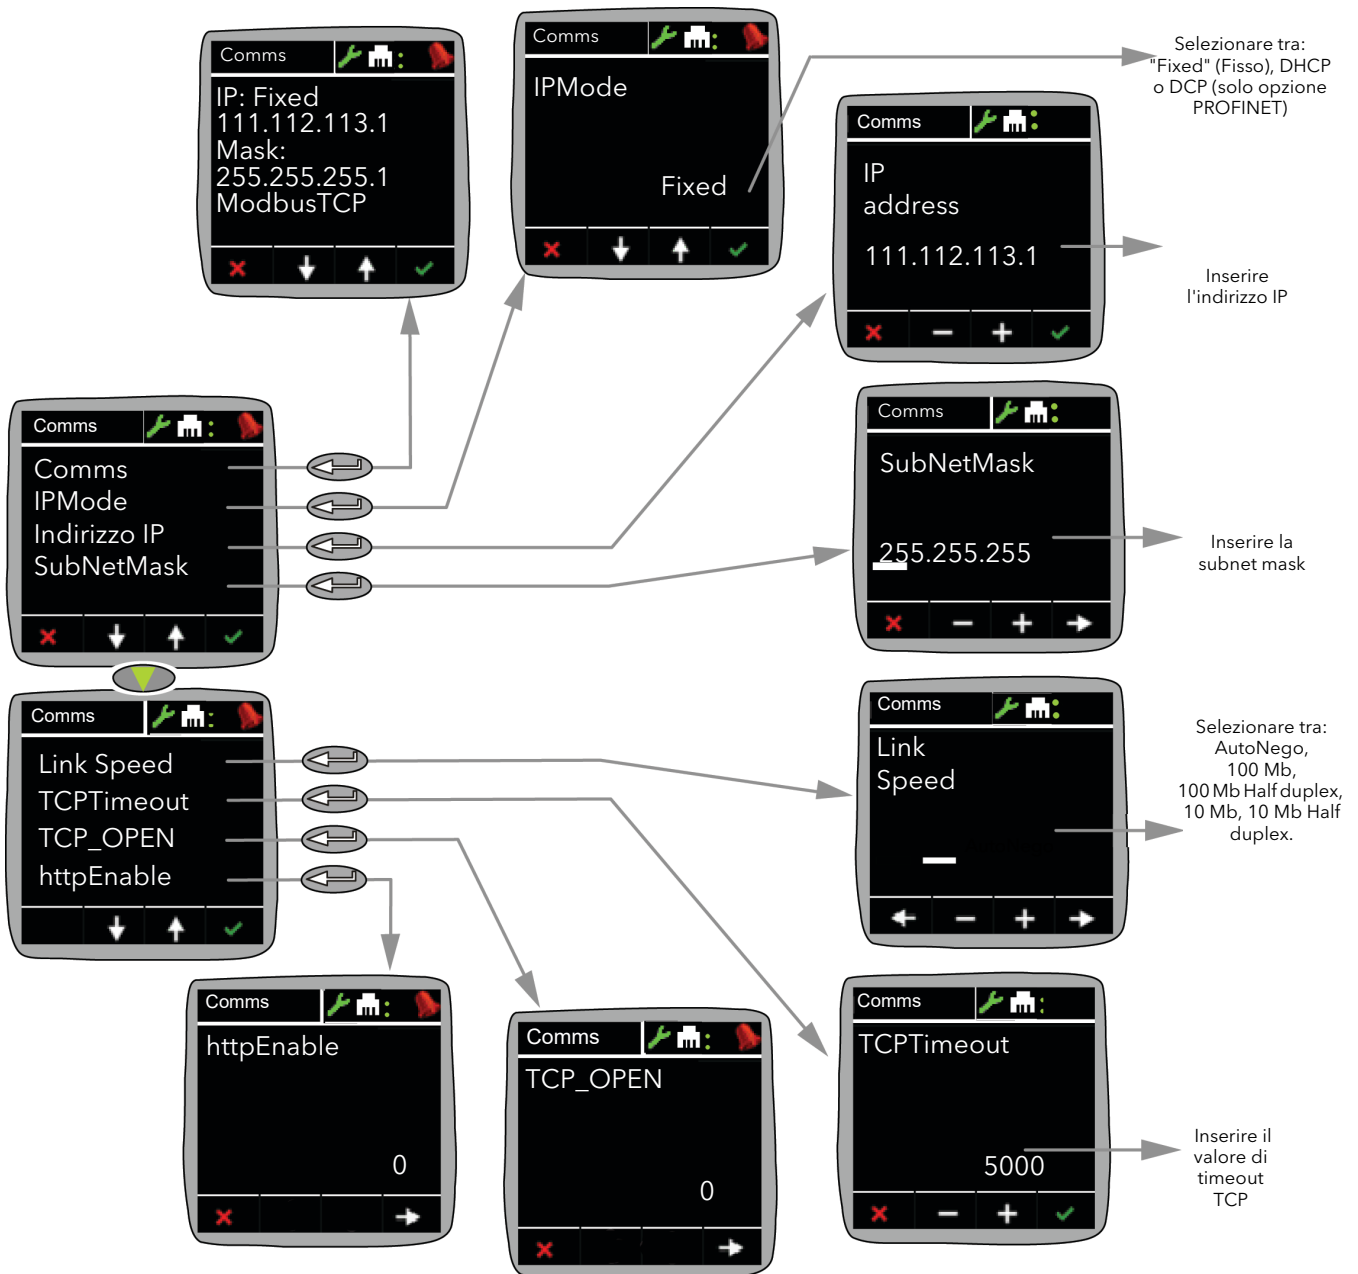 Comms
IP: Fixed
111.112.113.1
Mask:
255.255.255.1
ModbusTCP
Comms
IPMode
Fixed
Selezionare tra:
"Fixed" (Fisso), DHCP
o DCP (solo opzione
PROFINET)
Comms
IP
address
111.112.113.1
Inserire
l'indirizzo IP
Comms
Comms
IPMode
Indirizzo IP
SubNetMask
Comms
SubNetMask
255.255.255
Inserire la
subnet mask
Comms
Link Speed
TCPTimeout
TCP_OPEN
httpEnable
Comms
Link
Speed
Selezionare tra:
AutoNego,
100 Mb,
100 Mb Half duplex,
10 Mb, 10 Mb Half
duplex.
Comms
httpEnable
0
Comms
TCP_OPEN
0
Comms
TCPTimeout
5000
Inserire il
valore di
timeout
TCP